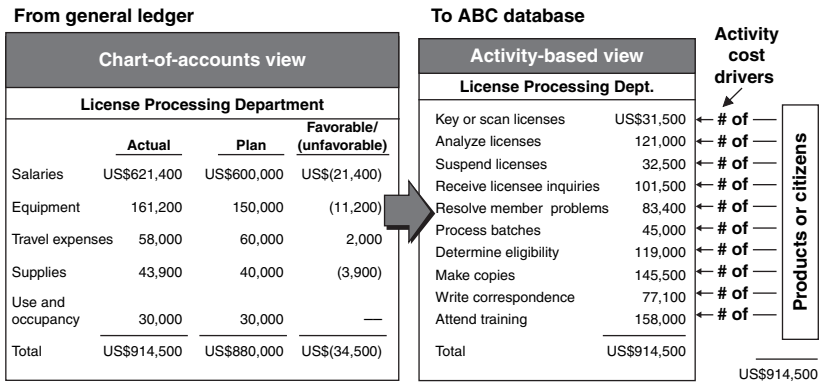 From general ledger
Chart-of-accounts view
License Processing Department
Actual Plan Favorable/
(unfavorable)
Salaries US$621,400 US$600,000 US$(21,400)
Equipment 161,200 150,000 (11,200)
Travel expenses 58,000 60,000 2,000
Supplies 43,900 40,000 (3,900)
Use and
occupancy 30,000 30,000 —
Total US$914,500 US$880,000 US$(34,500)
To ABC database
Activity-based view
License Processing Dept.
Key or scan licenses US$31,500
Analyze licenses 121,000
Suspend licenses 32,500
Receive licensee inquiries 101,500
Resolve member problems 83,400
Process batches 45,000
Determine eligibility 119,000
Make copies 145,500
Write correspondence 77,100
Attend training 158,000
Total US$914,500
Activity
cost
drivers
# of
# of
# of
# of
# of
# of
# of
# of
# of
# of
Products or citizens
US$914,500